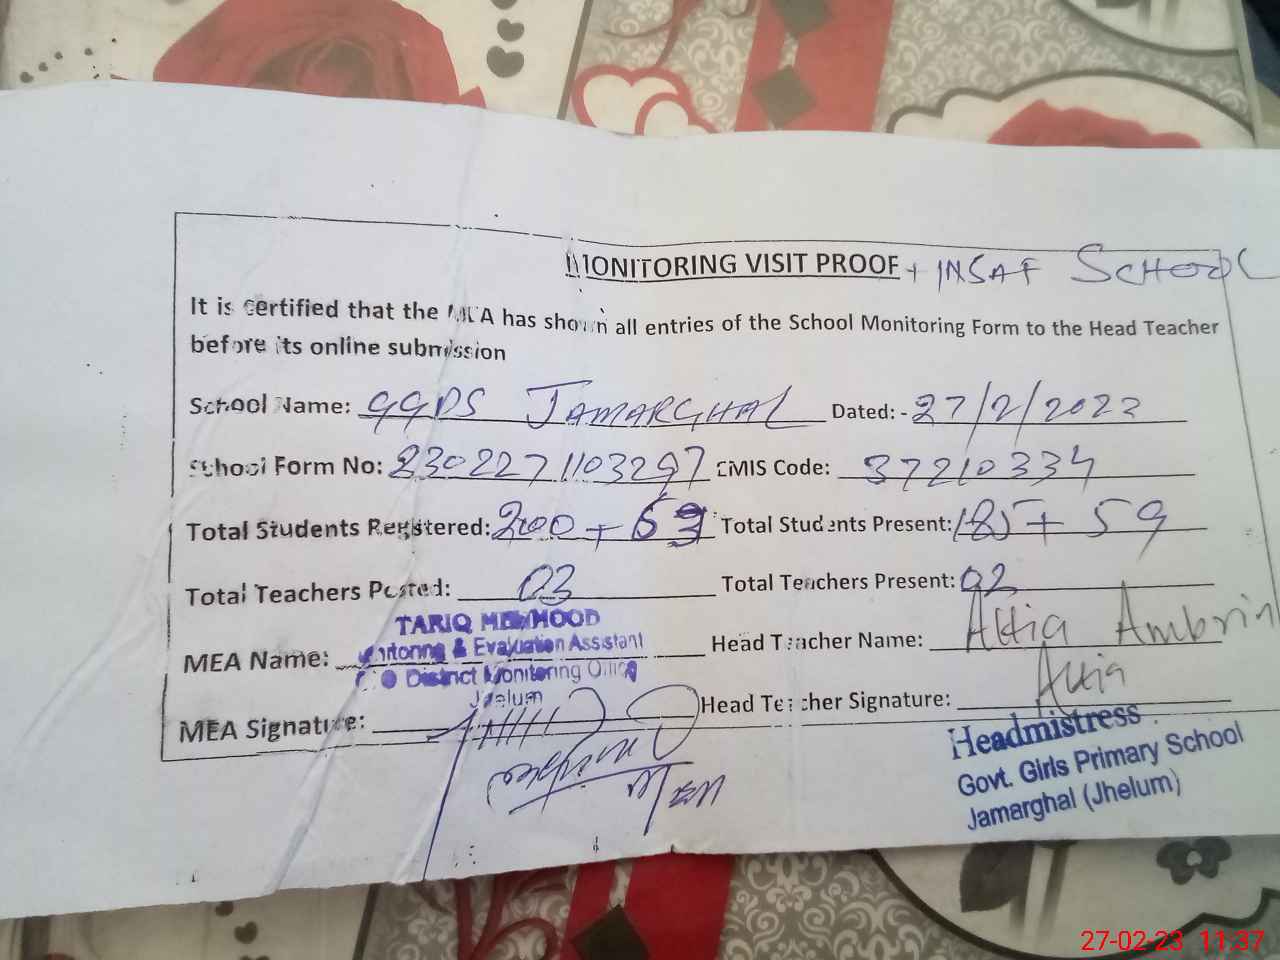 MONITORING VISIT PROOF + INSAF SCHOOL
It is certified that the MEA has shown all entries of the School Monitoring Form to the Head Teacher
before its online submission
School Name: GGPS JAMARGHAL Dated: - 27/2/2023
School Form No: 2302271103297 EMIS Code: 37210334
Total Students Registered: 200 + 63 Total Students Present: 185 + 59
Total Teachers Posted: 03 Total Teachers Present: 02
TARIQ MEHMOOD
Monitoring & Evaluation Assistant
MEA Name: Head Teacher Name: Attia Ambrin
District Monitoring Office
Jhelum
MEA Signature: Head Teacher Signature: Attia
Headmistress
Govt. Girls Primary School
Jamarghal (Jhelum)
27-02-23 11:37